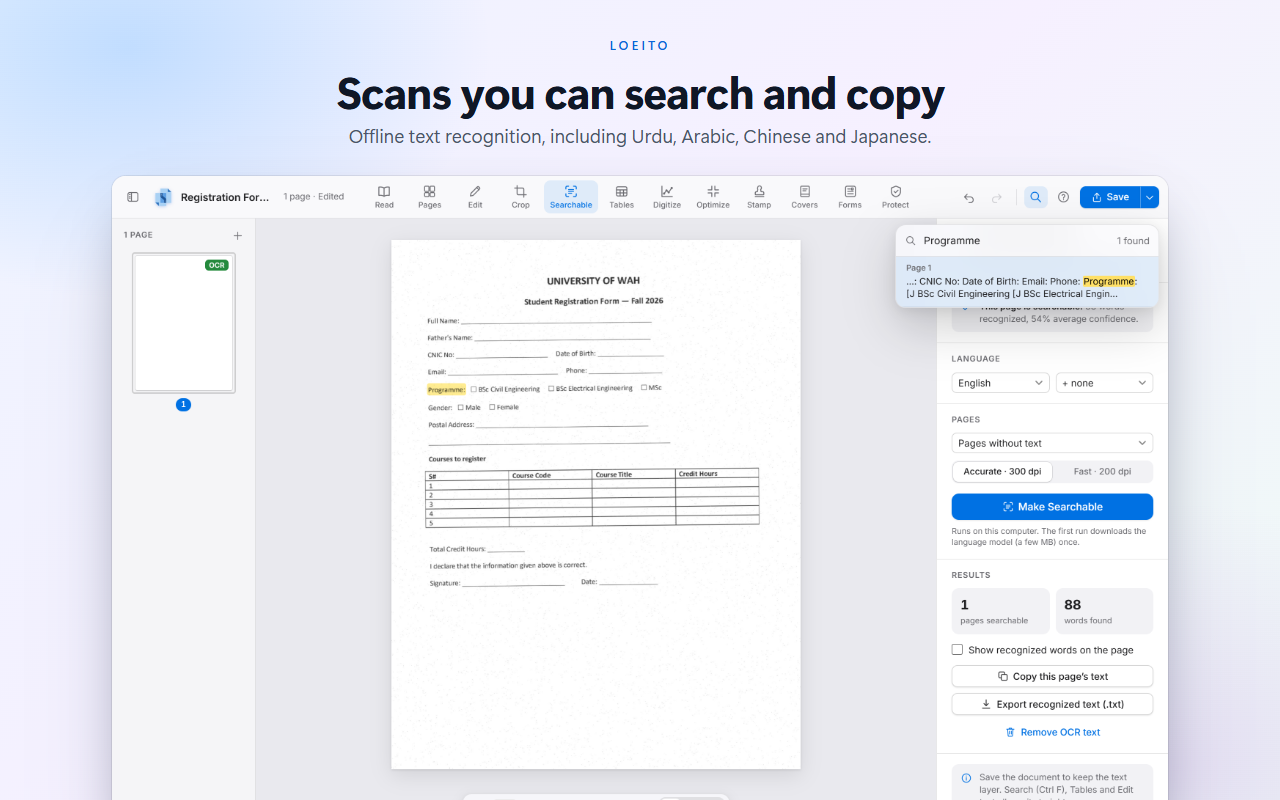 LOEITO
Scans you can search and copy
Offline text recognition, including Urdu, Arabic, Chinese and Japanese.
Registration For... 1 page · Edited
Read Pages Edit Crop Searchable Tables Digitize Optimize Stamp Covers Forms Protect
Save
1 PAGE
OCR
1
UNIVERSITY OF WAH
Student Registration Form — Fall 2026
Full Name:
Father's Name:
CNIC No: Date of Birth:
Email: Phone:
Programme: BSc Civil Engineering BSc Electrical Engineering MSc
Gender: Male Female
Postal Address:
Courses to register
S# Course Code Course Title Credit Hours
1
2
3
4
5
Total Credit Hours:
I declare that the information given above is correct.
Signature: Date:
Programme 1 found
Page 1
...: CNIC No: Date of Birth: Email: Phone: Programme:
[J BSc Civil Engineering [J BSc Electrical Engin...
recognized, 54% average confidence.
LANGUAGE
English + none
PAGES
Pages without text
Accurate · 300 dpi Fast · 200 dpi
Make Searchable
Runs on this computer. The first run downloads the
language model (a few MB) once.
RESULTS
1 88
pages searchable words found
Show recognized words on the page
Copy this page's text
Export recognized text (.txt)
Remove OCR text
Save the document to keep the text
layer. Search (Ctrl F), Tables and Edit